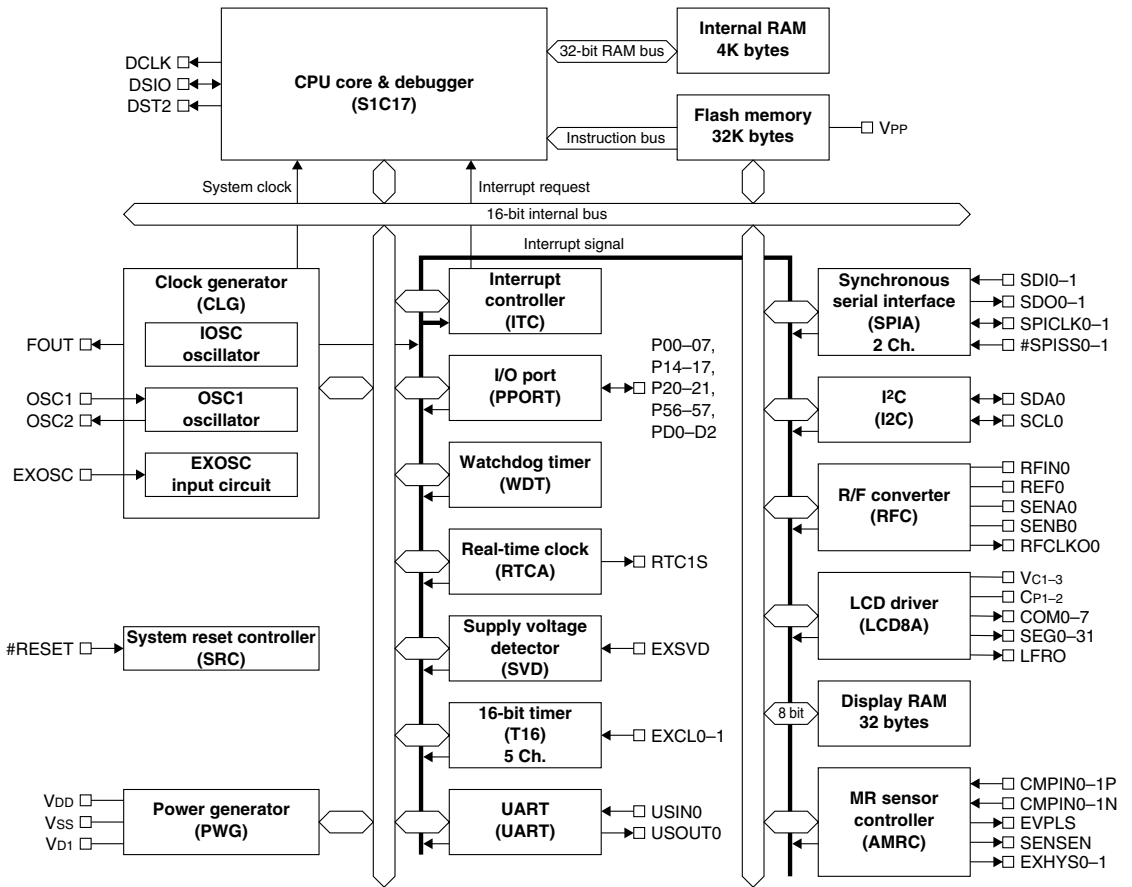 Internal RAM
4K bytes
32-bit RAM bus
DCLK
DSIO
DST2
CPU core & debugger
(S1C17)
Flash memory
32K bytes
Instruction bus
VPP
System clock
Interrupt request
16-bit internal bus
Interrupt signal
Clock generator
(CLG)
IOSC
oscillator
FOUT
OSC1
OSC2
OSC1
oscillator
EXOSC
EXOSC
input circuit
#RESET
System reset controller
(SRC)
VDD
VSS
VD1
Power generator
(PWG)
Interrupt
controller
(ITC)
I/O port
(PPORT)
P00–07,
P14–17,
P20–21,
P56–57,
PD0–D2
Watchdog timer
(WDT)
Real-time clock
(RTCA)
RTC1S
Supply voltage
detector
(SVD)
EXSVD
16-bit timer
(T16)
5 Ch.
EXCL0–1
UART
(UART)
USIN0
USOUT0
Synchronous
serial interface
(SPIA)
2 Ch.
SDI0–1
SDO0–1
SPICLK0–1
#SPISS0–1
I²C
(I2C)
SDA0
SCL0
R/F converter
(RFC)
RFIN0
REF0
SENA0
SENB0
RFCLKO0
LCD driver
(LCD8A)
VC1–3
CP1–2
COM0–7
SEG0–31
LFRO
8 bit
Display RAM
32 bytes
MR sensor
controller
(AMRC)
CMPIN0–1P
CMPIN0–1N
EVPLS
SENSEN
EXHYS0–1